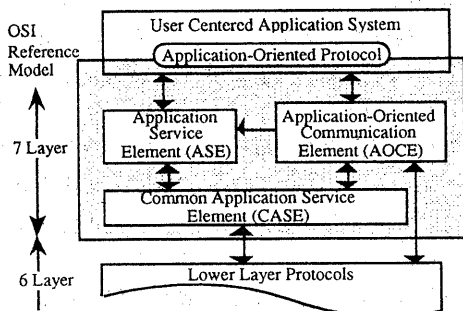 OSI
Reference
Model
User Centered Application System
Application-Oriented Protocol
7 Layer
Application
Service
Element (ASE)
Application-Oriented
Communication
Element (AOCE)
Common Application Service
Element (CASE)
6 Layer
Lower Layer Protocols